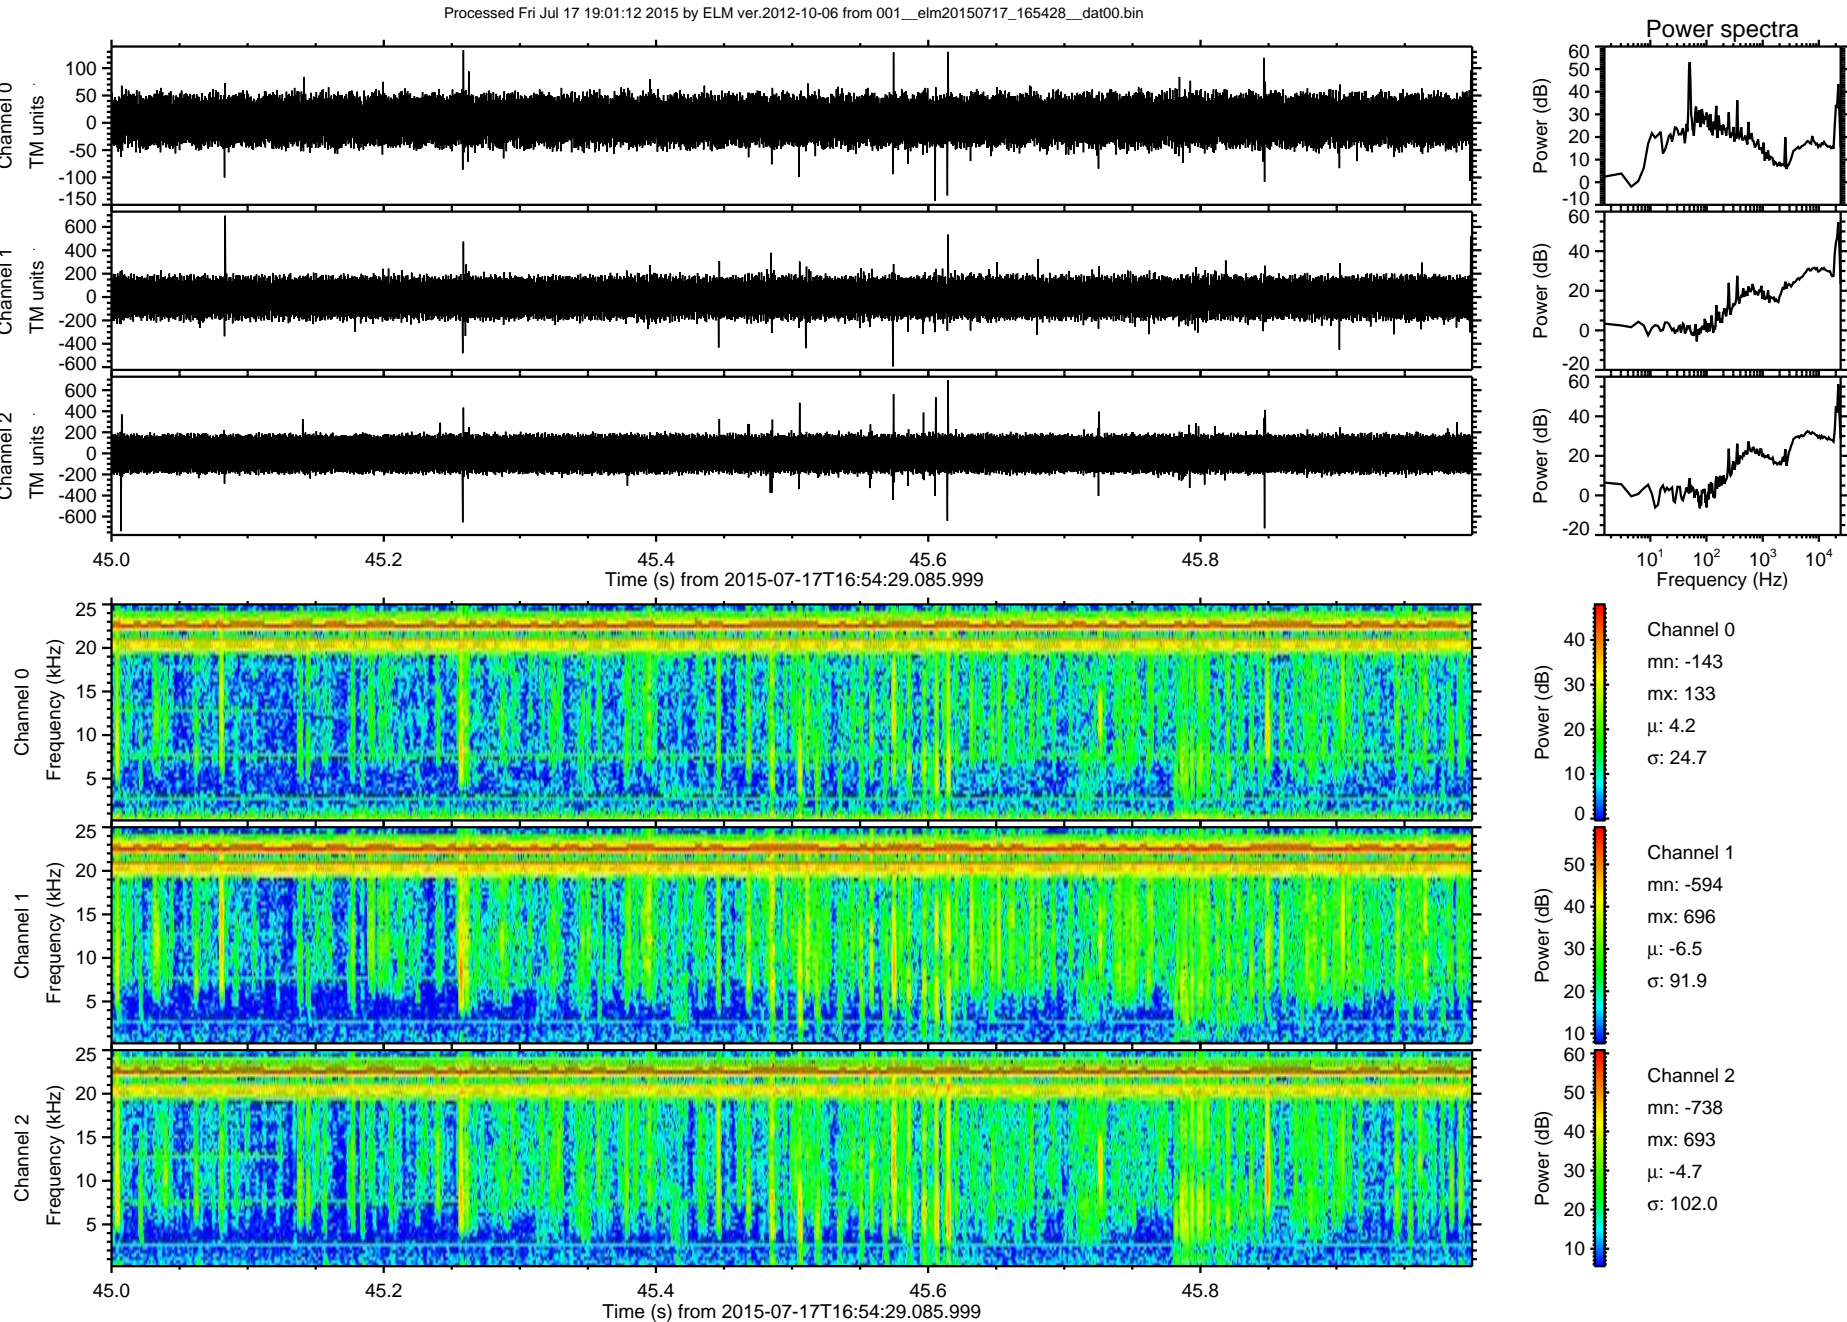 Processed Fri Jul 17 19:01:12 2015 by ELM ver.2012-10-06 from 001__elm20150717_165428__dat00.bin
Power spectra
Channel 0
TM units
100
50
0
-50
-100
-150
Power (dB)
60
50
40
30
20
10
0
-10
Channel 1
TM units
600
400
200
0
-200
-400
-600
Power (dB)
60
40
20
0
-20
Channel 2
TM units
600
400
200
0
-200
-400
-600
Power (dB)
60
40
20
0
-20
45.0 45.2 45.4 45.6 45.8
Time (s) from 2015-07-17T16:54:29.085.999
10¹ 10² 10³ 10⁴
Frequency (Hz)
Channel 0
Frequency (kHz)
25
20
15
10
5
Power (dB)
40
30
20
10
0
Channel 0
mn: -143
mx: 133
μ: 4.2
σ: 24.7
Channel 1
Frequency (kHz)
25
20
15
10
5
Power (dB)
50
40
30
20
10
Channel 1
mn: -594
mx: 696
μ: -6.5
σ: 91.9
Channel 2
Frequency (kHz)
25
20
15
10
5
Power (dB)
60
50
40
30
20
10
Channel 2
mn: -738
mx: 693
μ: -4.7
σ: 102.0
45.0 45.2 45.4 45.6 45.8
Time (s) from 2015-07-17T16:54:29.085.999